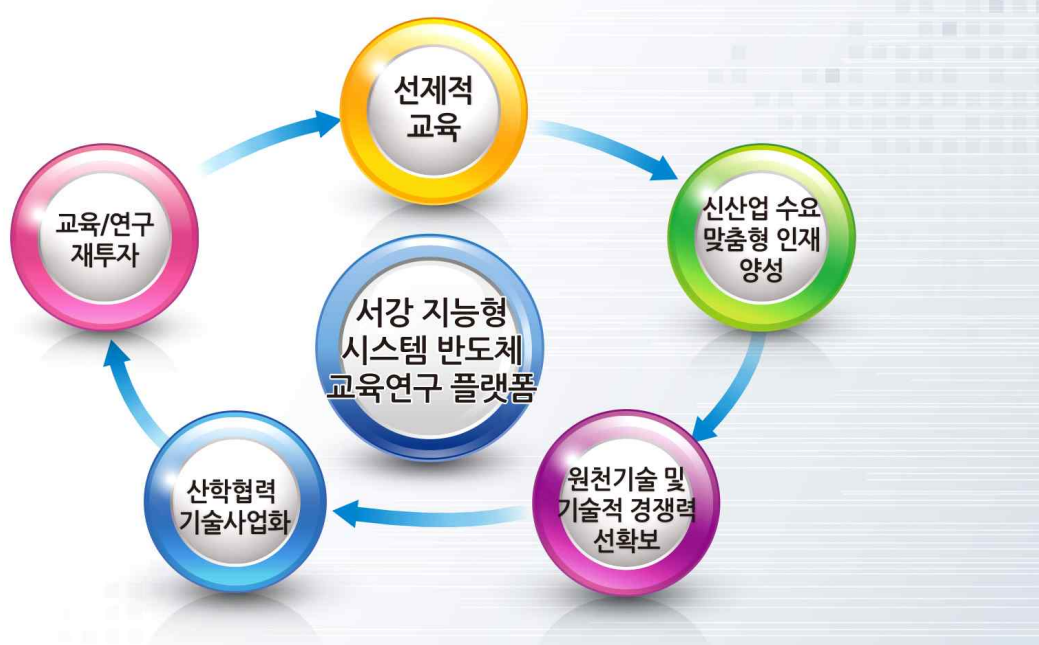 선제적
교육
신산업 수요
맞춤형 인재
양성
원천기술 및
기술적 경쟁력
선확보
산학협력
기술사업화
교육/연구
재투자
서강 지능형
시스템 반도체
교육연구 플랫폼